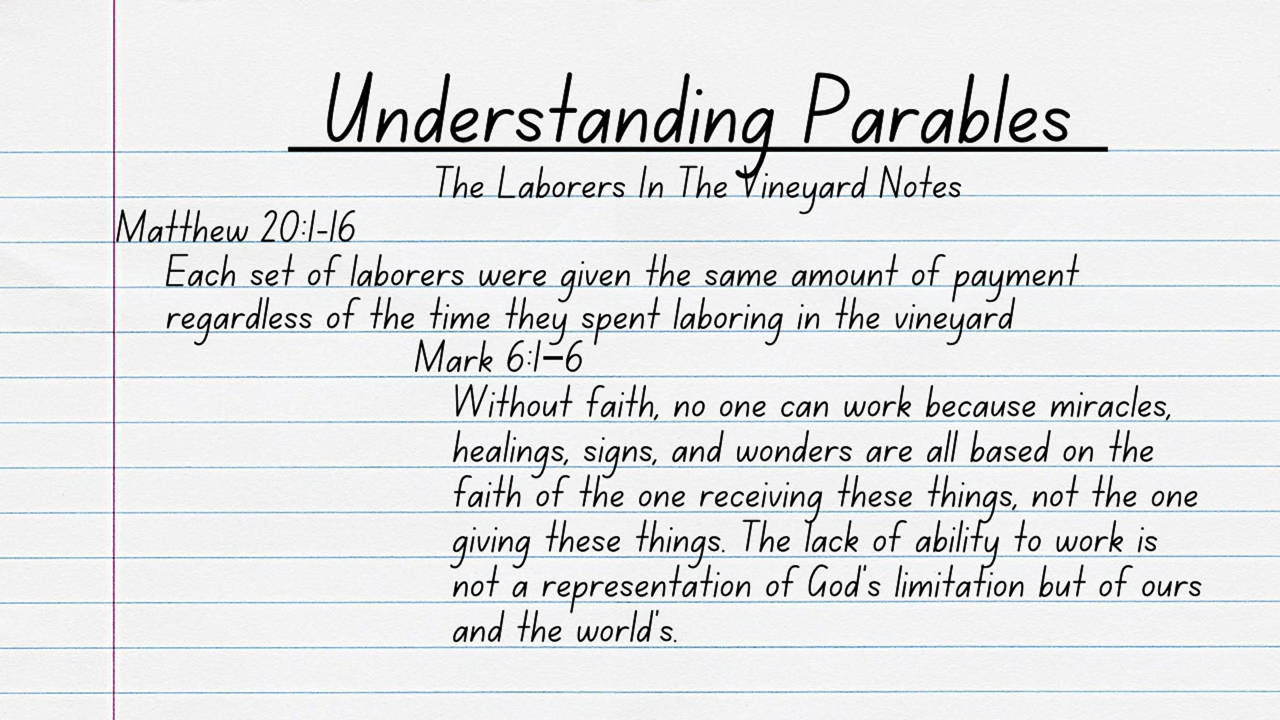 Understanding Parables
The Laborers In The Vineyard Notes
Matthew 20:1-16
Each set of laborers were given the same amount of payment
regardless of the time they spent laboring in the vineyard
Mark 6:1–6
Without faith, no one can work because miracles,
healings, signs, and wonders are all based on the
faith of the one receiving these things, not the one
giving these things. The lack of ability to work is
not a representation of God's limitation but of ours
and the world's.